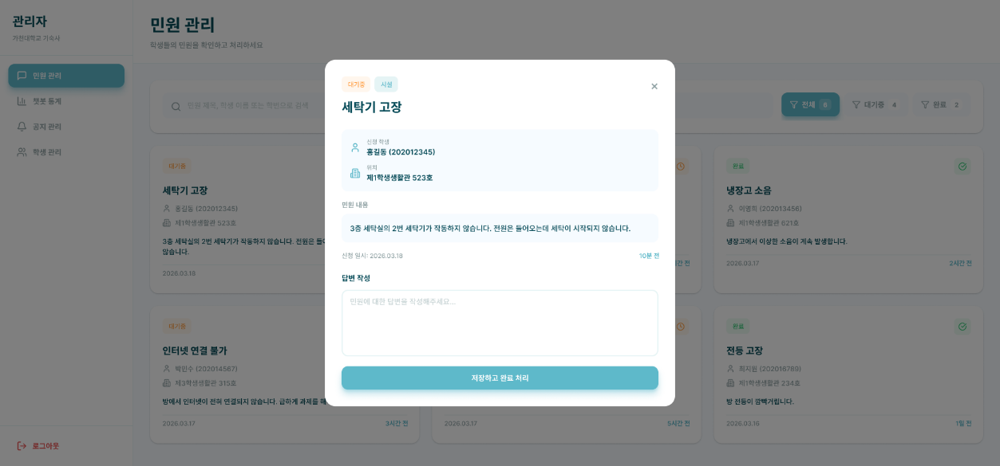 관리자
가천대학교 기숙사
민원 관리
챗봇 통계
공지 관리
학생 관리
로그아웃
민원 관리
학생들의 민원을 확인하고 처리하세요
민원 제목, 학생 이름 또는 학번으로 검색
전체 6
대기중 4
완료 2
대기중
세탁기 고장
홍길동 (202012345)
제1학생생활관 523호
3층 세탁실의 2번 세탁기가 작동하지 않습니다. 전원은 들어
않습니다.
2026.03.18
완료
냉장고 소음
이영희 (202013456)
제1학생생활관 621호
냉장고에서 이상한 소음이 계속 발생합니다.
2026.03.17
2시간 전
대기중
인터넷 연결 불가
박민수 (202014567)
제3학생생활관 315호
방에서 인터넷이 전혀 연결되지 않습니다. 급하게 과제를 해
2026.03.17
3시간 전
2026.03.17
5시간 전
완료
전등 고장
최지원 (202016789)
제1학생생활관 234호
방 전등이 깜빡거립니다.
2026.03.16
1일 전
대기중
시설
×
세탁기 고장
신청 학생
홍길동 (202012345)
위치
제1학생생활관 523호
민원 내용
3층 세탁실의 2번 세탁기가 작동하지 않습니다. 전원은 들어오는데 세탁이 시작되지 않습니다.
신청 일시: 2026.03.18
10분 전
답변 작성
민원에 대한 답변을 작성해주세요...
저장하고 완료 처리